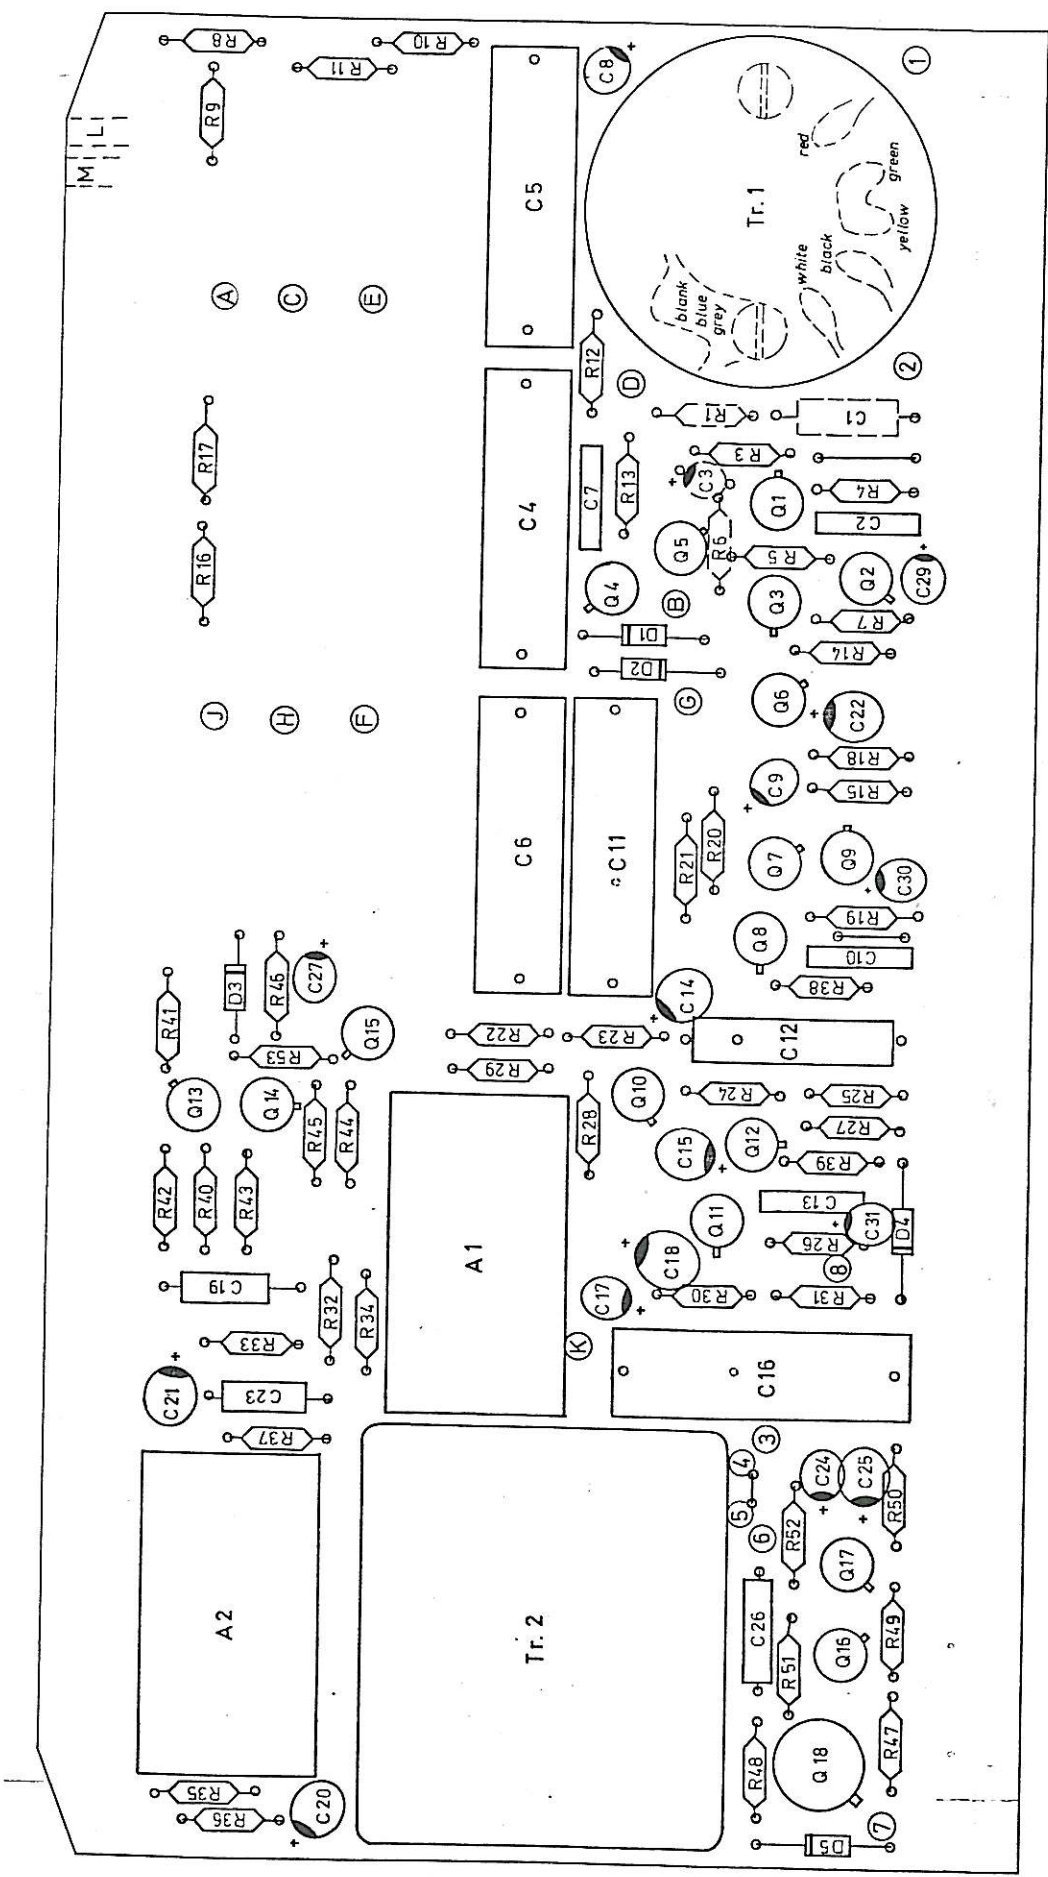 R8
R10
R11
R9
L
M
C8
1
C5
red
green
Tr.1
yellow
black
white
blank
blue
grey
A
C
E
R12
D
2
R17
R1
C1
R3
C4
C7
R13
C3
R4
Q1
C2
R16
Q5
R6
R5
Q4
Q3
Q2
C29
B
R7
D1
R14
D2
J
H
F
G
Q6
C22
R18
C9
R15
C6
C11
R21
R20
Q7
Q9
C30
R19
Q8
C10
D3
R46
C27
C14
R38
R41
Q15
R22
R23
C12
R53
R29
Q13
Q14
R45
R44
R28
Q10
R24
R25
R27
C15
Q12
R39
R42
R40
R43
A1
Q11
C13
C31
D4
R26
C18
8
C19
R32
R34
C17
R30
R31
R33
K
C16
C21
C23
R37
3
4
C24
C25
R50
5
6
R52
Q17
A2
Tr.2
C26
R51
Q16
R49
R35
R36
C20
R48
Q18
R47
D5
7